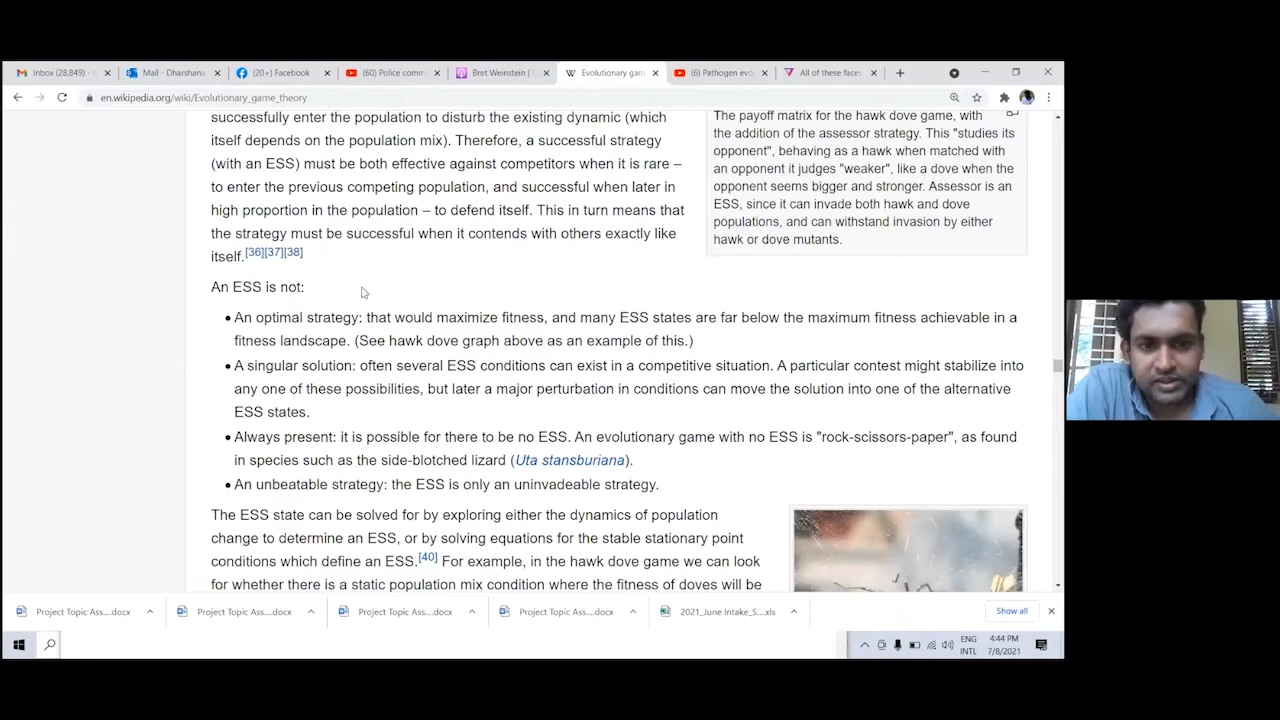 Inbox (28,849) -
Mail - Dharshana
(20+) Facebook
(60) Police comm
Bret Weinstein |
Evolutionary gam
(6) Pathogen evo
All of these faces
en.wikipedia.org/wiki/Evolutionary_game_theory
successfully enter the population to disturb the existing dynamic (which
itself depends on the population mix). Therefore, a successful strategy
(with an ESS) must be both effective against competitors when it is rare –
to enter the previous competing population, and successful when later in
high proportion in the population – to defend itself. This in turn means that
the strategy must be successful when it contends with others exactly like
itself.[36][37][38]
The payoff matrix for the hawk dove game, with
the addition of the assessor strategy. This "studies its
opponent", behaving as a hawk when matched with
an opponent it judges "weaker", like a dove when the
opponent seems bigger and stronger. Assessor is an
ESS, since it can invade both hawk and dove
populations, and can withstand invasion by either
hawk or dove mutants.
An ESS is not:
• An optimal strategy: that would maximize fitness, and many ESS states are far below the maximum fitness achievable in a
fitness landscape. (See hawk dove graph above as an example of this.)
• A singular solution: often several ESS conditions can exist in a competitive situation. A particular contest might stabilize into
any one of these possibilities, but later a major perturbation in conditions can move the solution into one of the alternative
ESS states.
• Always present: it is possible for there to be no ESS. An evolutionary game with no ESS is "rock-scissors-paper", as found
in species such as the side-blotched lizard (Uta stansburiana).
• An unbeatable strategy: the ESS is only an uninvadeable strategy.
The ESS state can be solved for by exploring either the dynamics of population
change to determine an ESS, or by solving equations for the stable stationary point
conditions which define an ESS.[40] For example, in the hawk dove game we can look
for whether there is a static population mix condition where the fitness of doves will be
Project Topic Ass....docx
Project Topic Ass....docx
Project Topic Ass....docx
Project Topic Ass....docx
2021_June Intake_S....xls
Show all
ENG
INTL
4:44 PM
7/8/2021